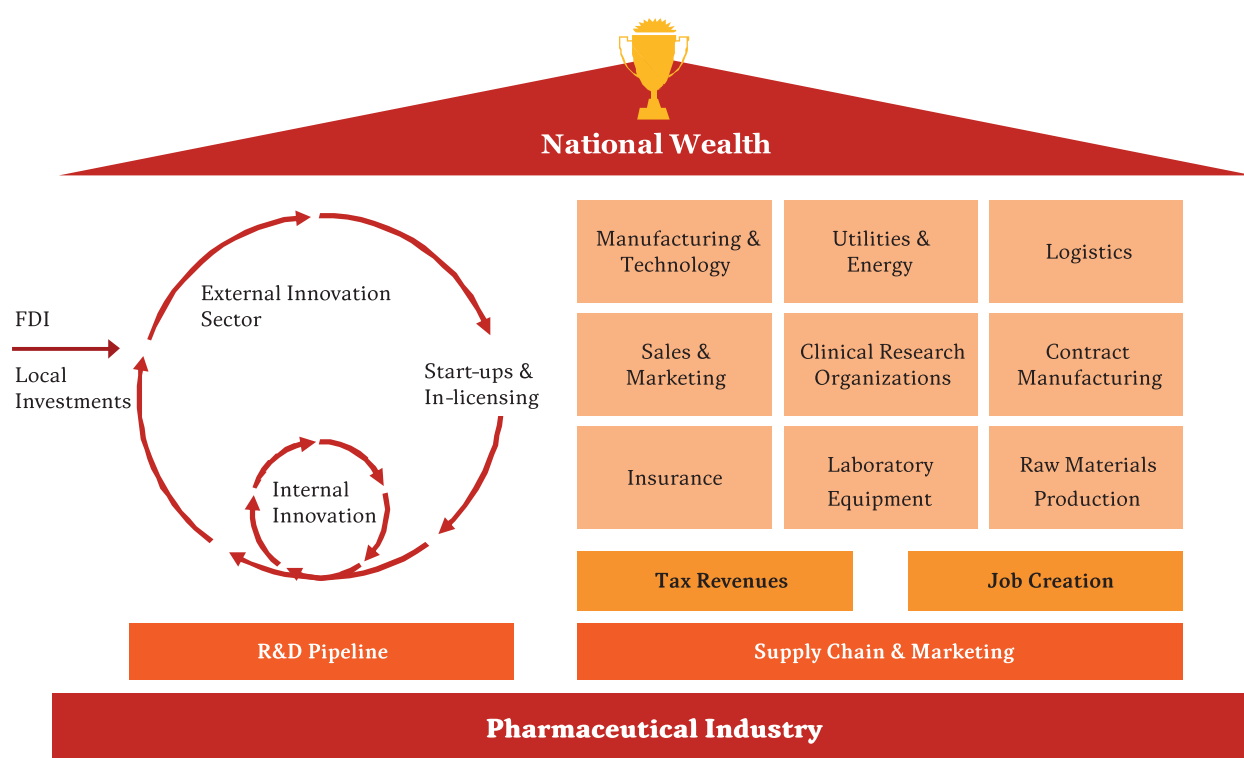 National Wealth
FDI
Local
Investments
External Innovation
Sector
Start-ups &
In-licensing
Internal
Innovation
R&D Pipeline
Manufacturing &
Technology
Utilities &
Energy
Logistics
Sales &
Marketing
Clinical Research
Organizations
Contract
Manufacturing
Insurance
Laboratory
Equipment
Raw Materials
Production
Tax Revenues
Job Creation
Supply Chain & Marketing
Pharmaceutical Industry